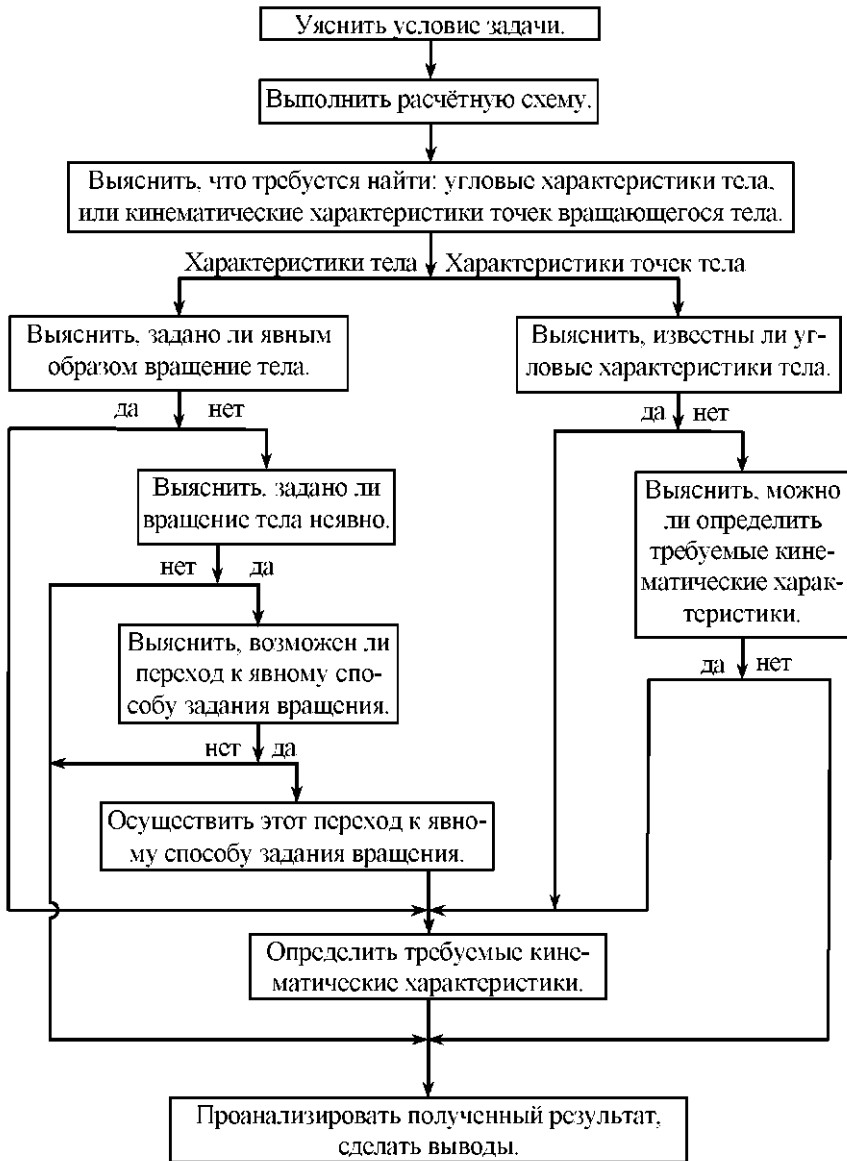 Уяснить условие задачи.
Выполнить расчётную схему.
Выяснить, что требуется найти: угловые характеристики тела,
или кинематические характеристики точек вращающегося тела.
Характеристики тела
Характеристики точек тела
Выяснить, задано ли явным
образом вращение тела.
Выяснить, известны ли уг-
ловые характеристики тела.
да
нет
да
нет
Выяснить, задано ли
вращение тела неявно.
Выяснить, можно
ли определить
требуемые кине-
матические харак-
теристики.
нет
да
Выяснить, возможен ли
переход к явному спо-
собу задания вращения.
да
нет
нет
да
Осуществить этот переход к явно-
му способу задания вращения.
Определить требуемые кине-
матические характеристики.
Проанализировать полученный результат,
сделать выводы.